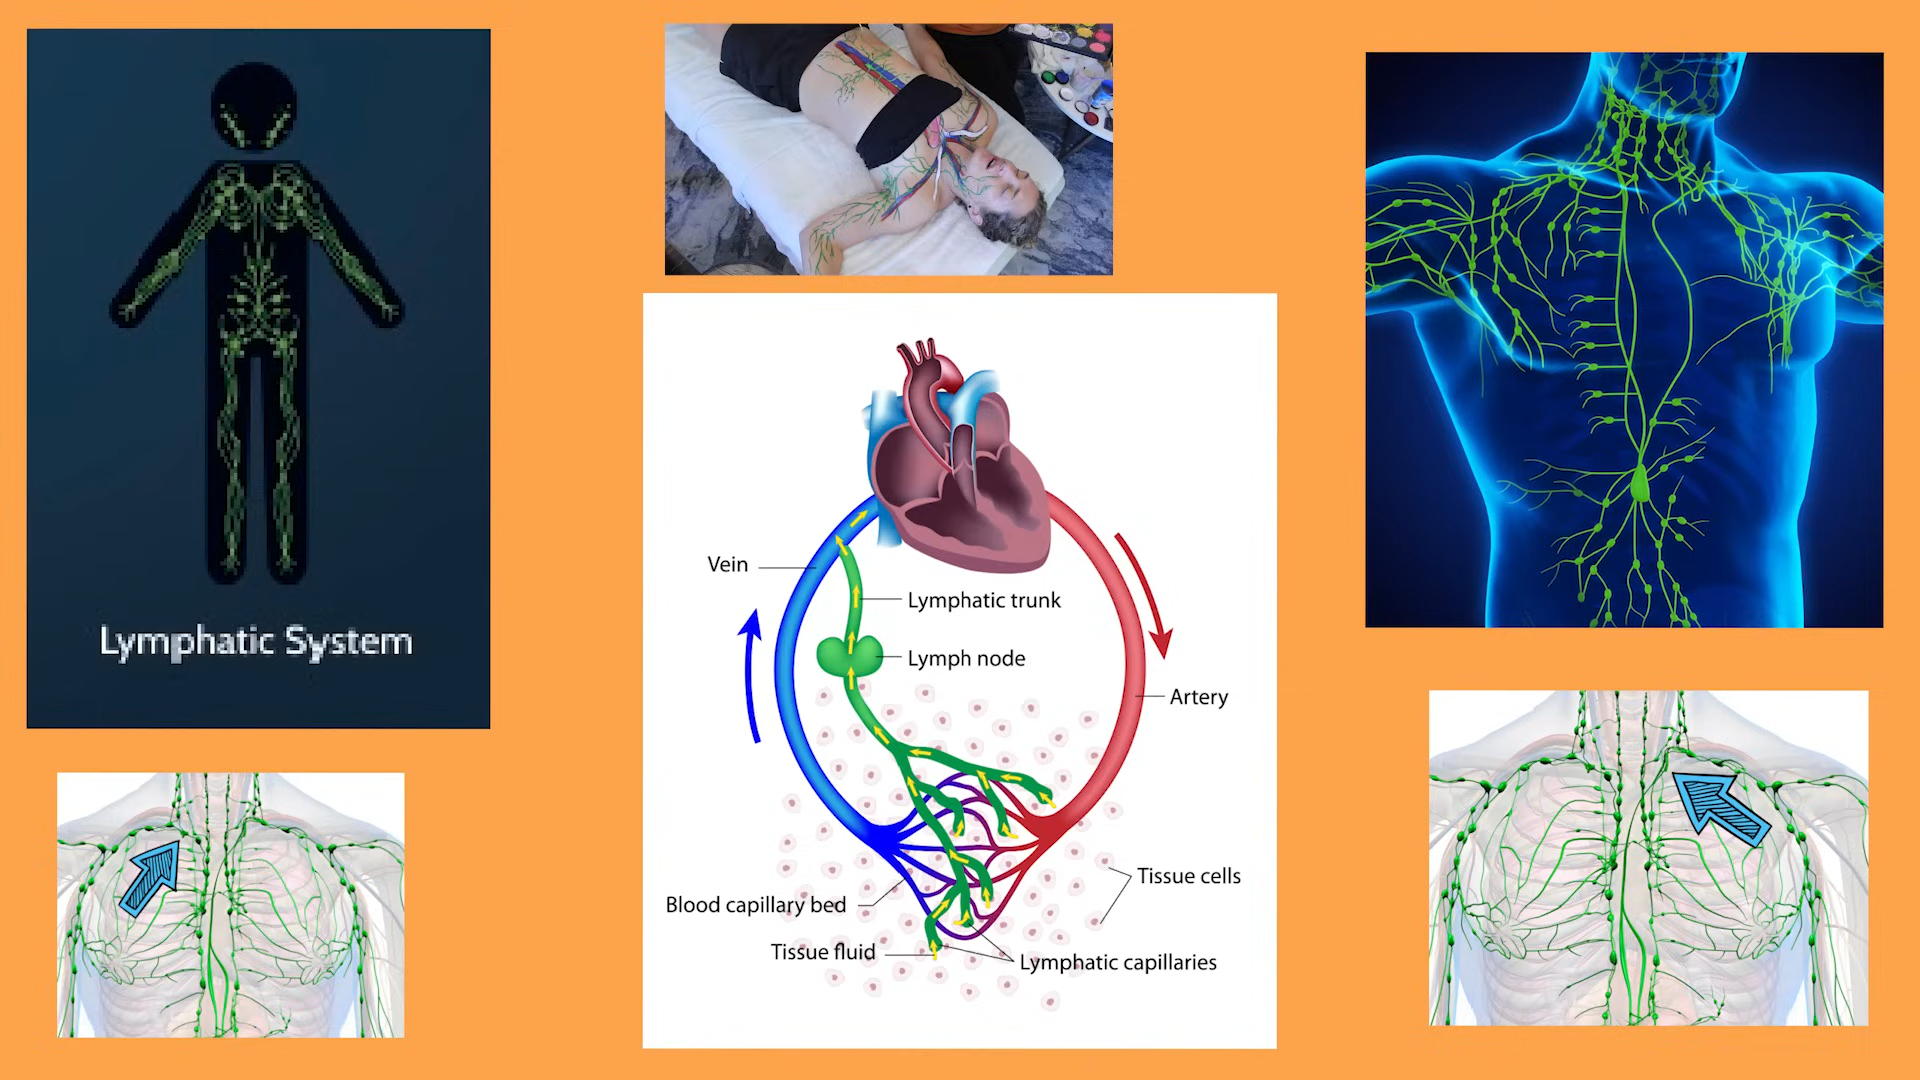 Lymphatic System
Vein
Lymphatic trunk
Lymph node
Artery
Tissue cells
Blood capillary bed
Tissue fluid
Lymphatic capillaries